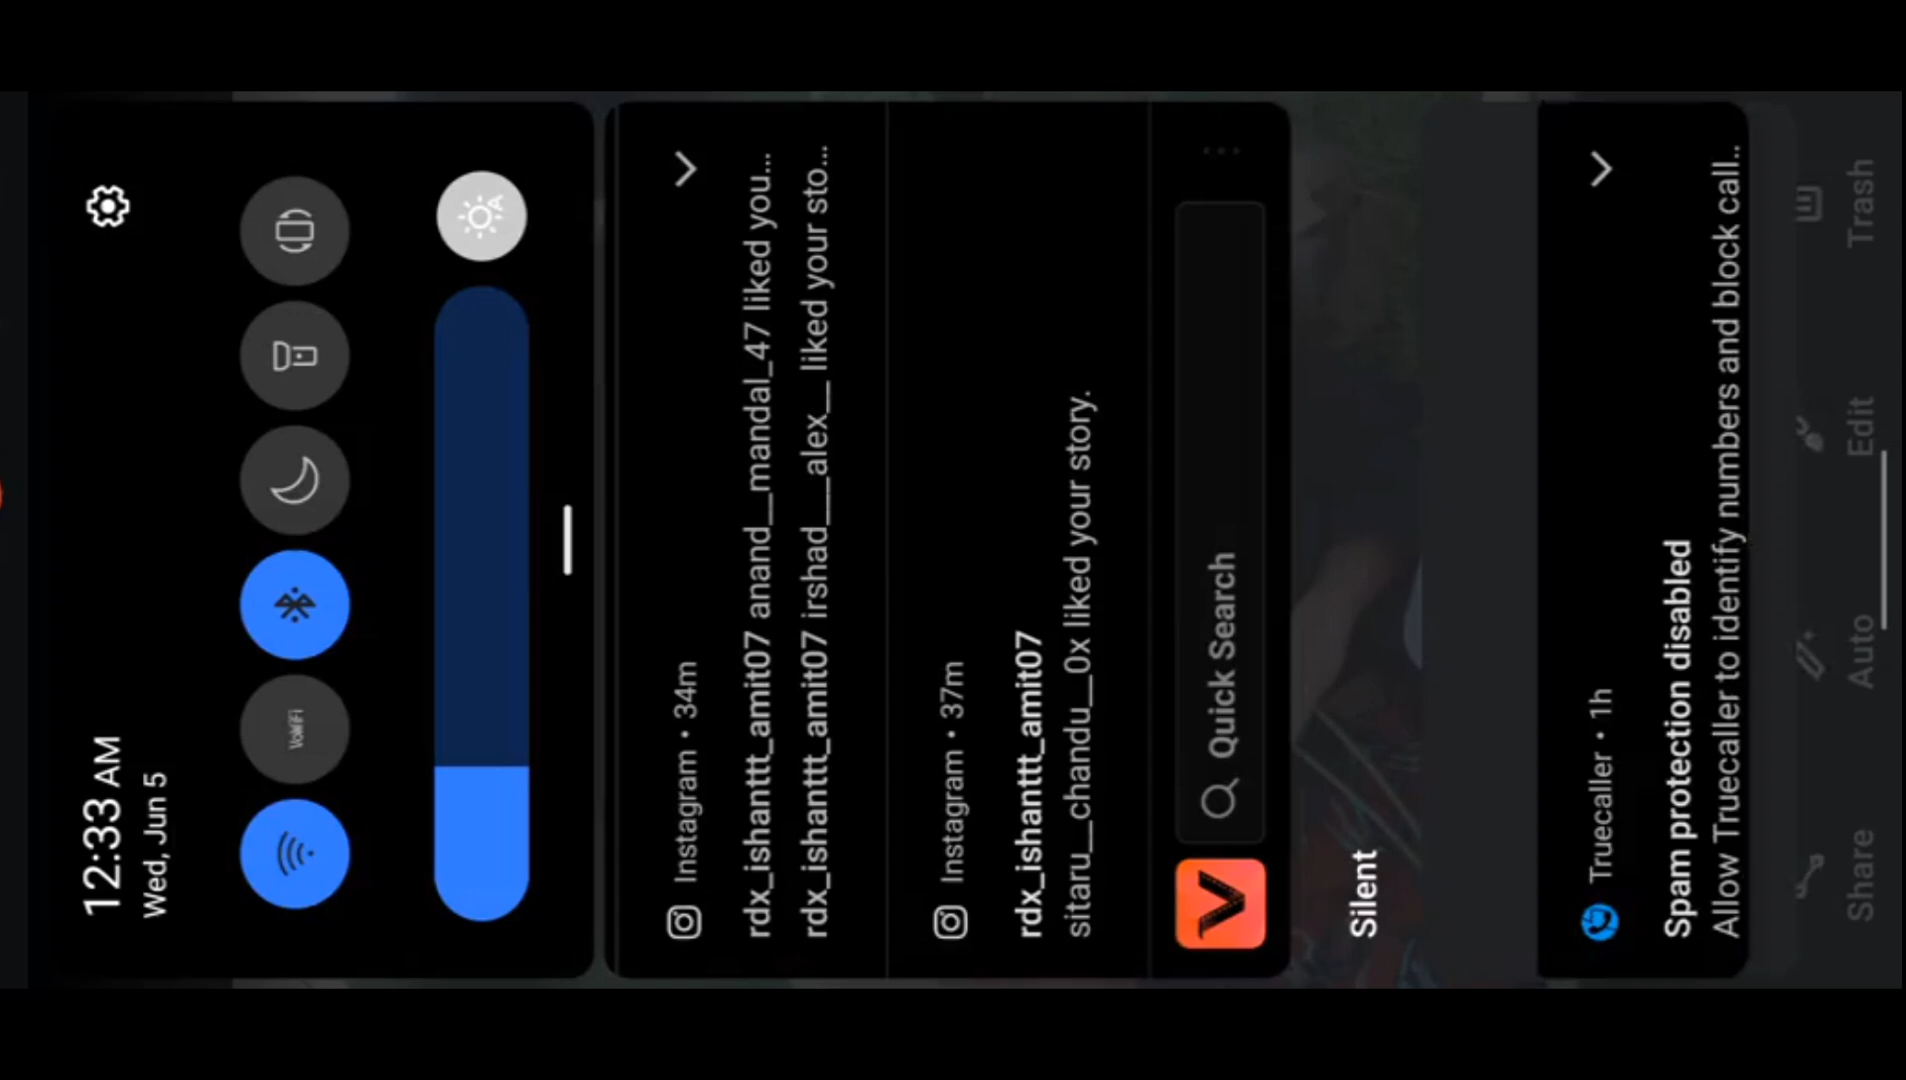 12:33 AM
Wed, Jun 5
VoWiFi
A
Instagram • 34m
rdx_ishanttt_amit07 anand__mandal_47 liked you...
rdx_ishanttt_amit07 irshad___alex__ liked your sto...
Instagram • 37m
rdx_ishanttt_amit07
sitaru__chandu__0x liked your story.
Quick Search
Silent
Truecaller • 1h
Spam protection disabled
Allow Truecaller to identify numbers and block call..
Share Auto Edit Trash